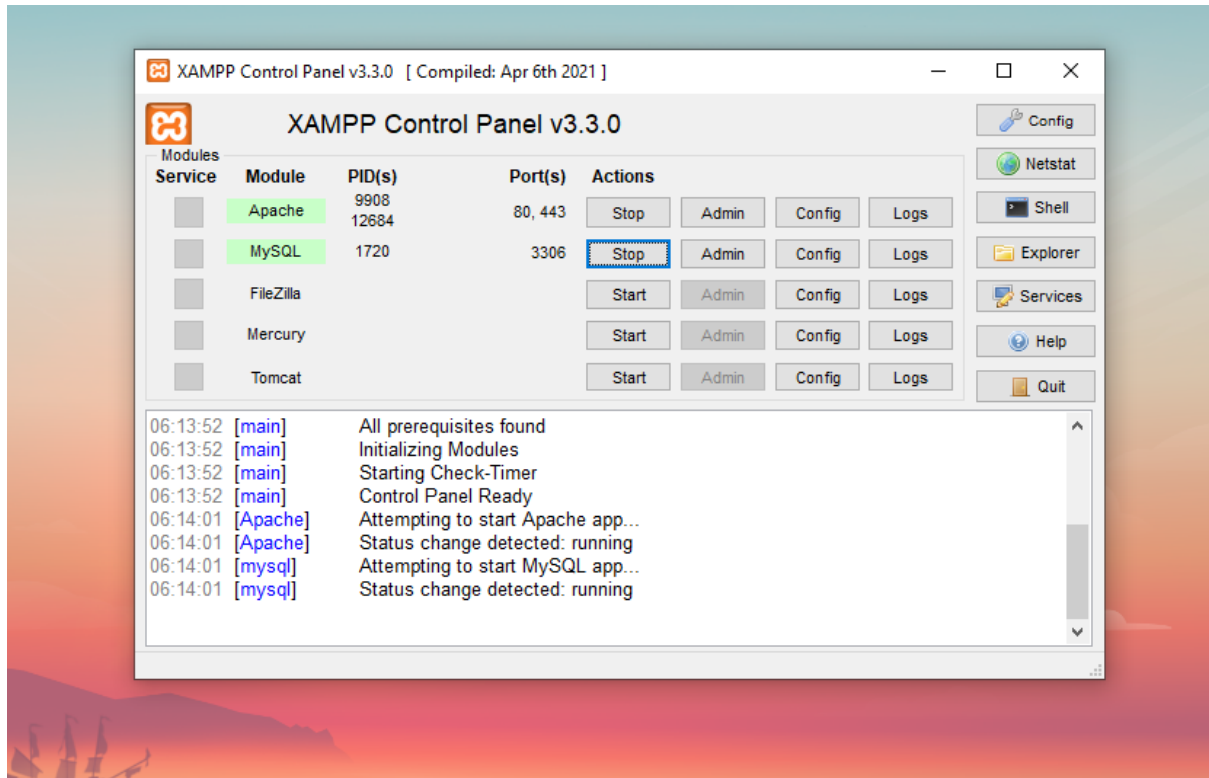 XAMPP Control Panel v3.3.0 [ Compiled: Apr 6th 2021 ]
XAMPP Control Panel v3.3.0
Config
Modules
Netstat
Service Module PID(s) Port(s) Actions
Apache 9908 12684 80, 443 Stop Admin Config Logs
Shell
MySQL 1720 3306 Stop Admin Config Logs
Explorer
FileZilla Start Admin Config Logs
Services
Mercury Start Admin Config Logs
Help
Tomcat Start Admin Config Logs
Quit
06:13:52 [main] All prerequisites found
06:13:52 [main] Initializing Modules
06:13:52 [main] Starting Check-Timer
06:13:52 [main] Control Panel Ready
06:14:01 [Apache] Attempting to start Apache app...
06:14:01 [Apache] Status change detected: running
06:14:01 [mysql] Attempting to start MySQL app...
06:14:01 [mysql] Status change detected: running